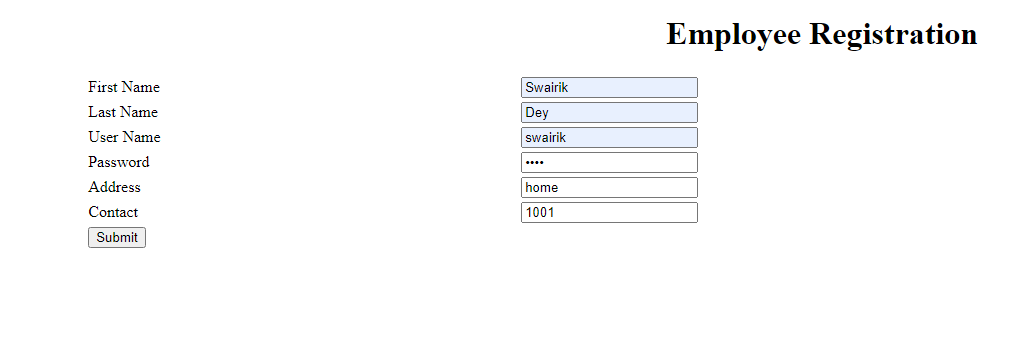 Employee Registration
First Name Swairik
Last Name Dey
User Name swairik
Password ••••
Address home
Contact 1001
Submit